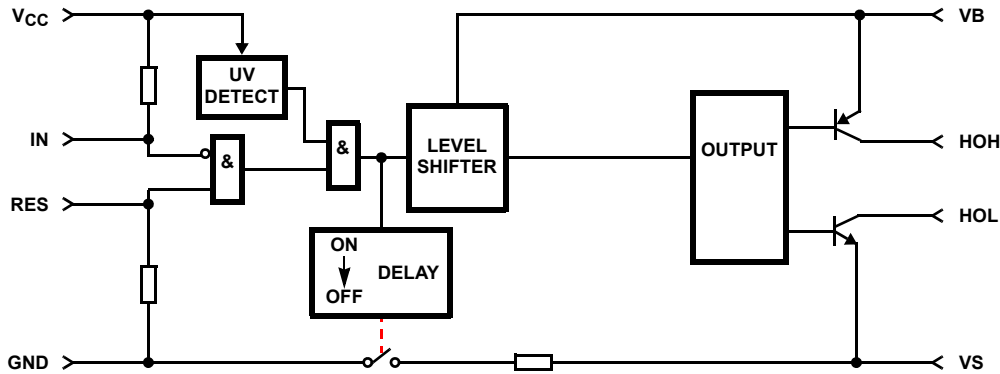 VCC
VB
UV
DETECT
IN
&
&
LEVEL
SHIFTER
OUTPUT
HOH
RES
HOL
ON
DELAY
OFF
GND
VS